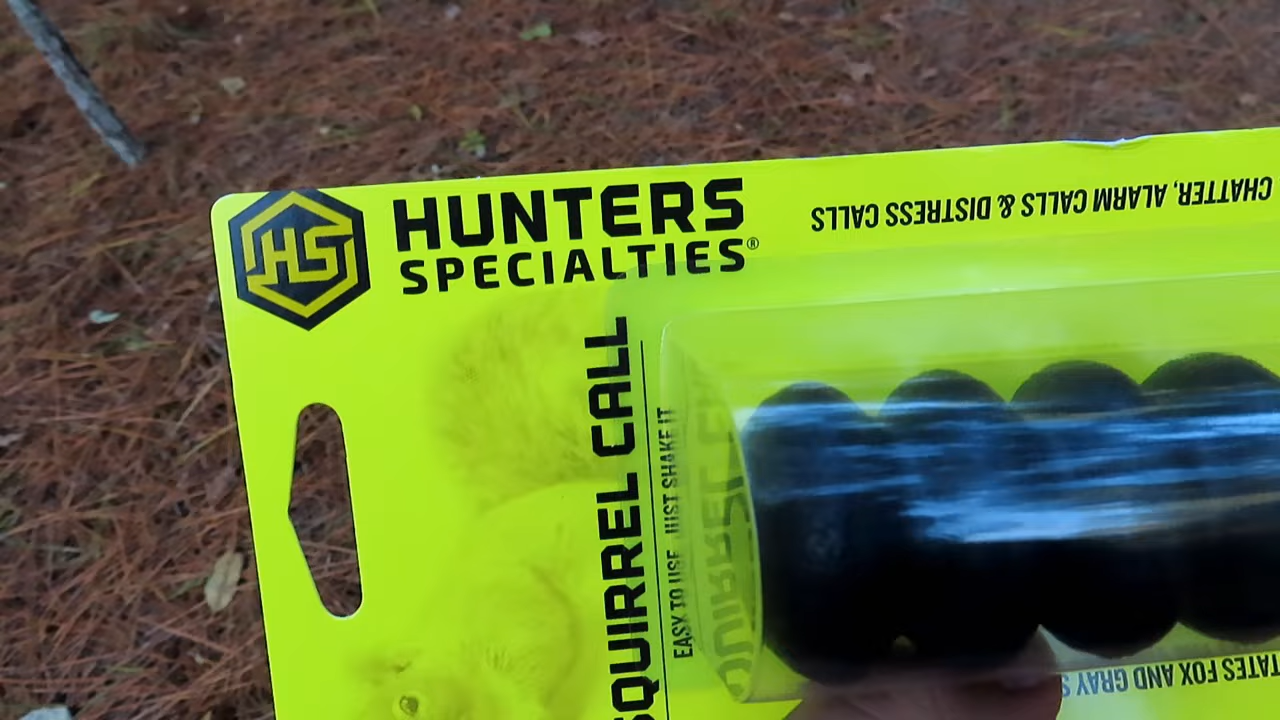 HS
HUNTERS
SPECIALTIES®
CHATTER, ALARM CALLS & DISTRESS CALLS
SQUIRREL CALL
EASY TO USE JUST SHAKE IT
TATES FOX AND GRAY S